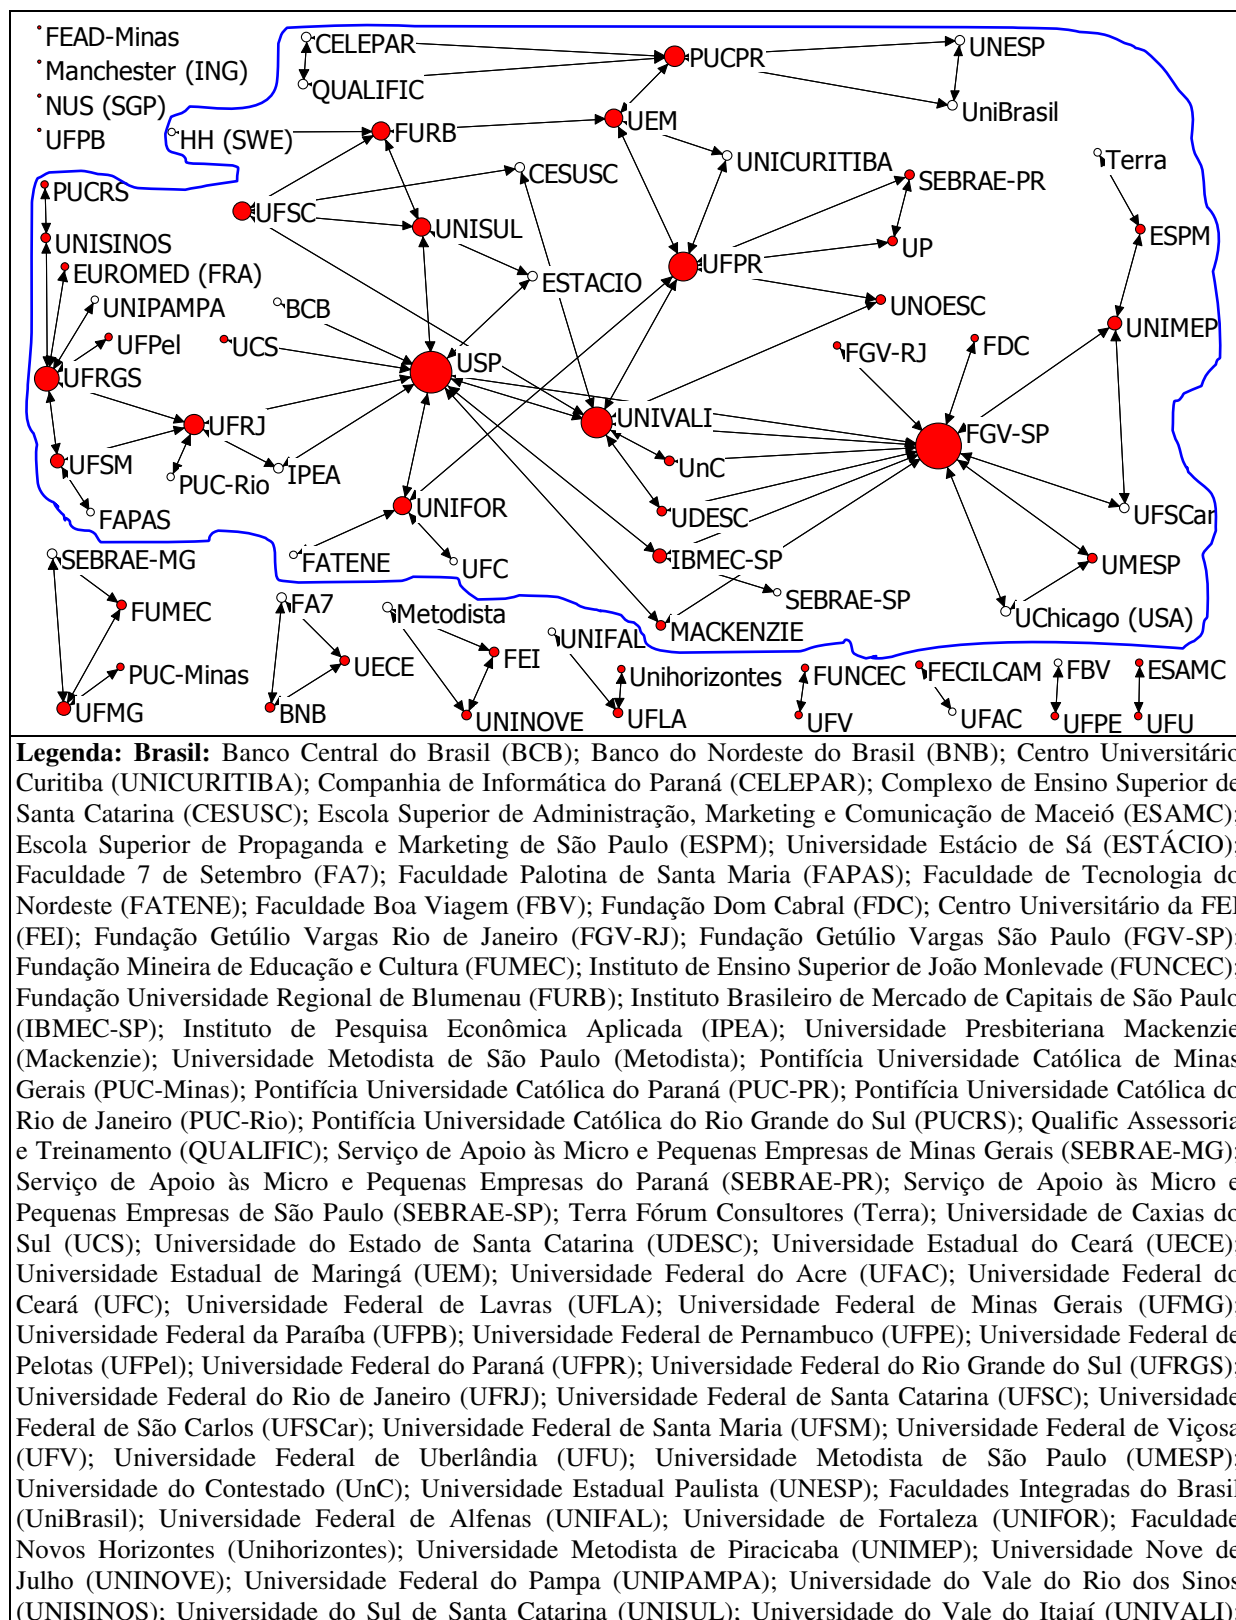 FEAD-Minas
Manchester (ING)
NUS (SGP)
UFPB
CELEPAR
QUALIFIC
PUCPR
UNESP
UniBrasil
HH (SWE)
FURB
UEM
UNICURITIBA
CESUSC
SEBRAE-PR
Terra
PUCRS
UFSC
UNISUL
UP
ESPM
UNISINOS
EUROMED (FRA)
UFPR
ESTACIO
UNIPAMPA
BCB
UNOESC
UNIMEP
UFPel
UCS
FGV-RJ
FDC
UFRGS
USP
UFRJ
UNIVALI
FGV-SP
UFSM
PUC-Rio
IPEA
UnC
FAPAS
UNIFOR
UDESC
UFSCar
SEBRAE-MG
FATENE
UFC
IBMEC-SP
UMESP
FUMEC
FA7
Metodista
SEBRAE-SP
UChicago (USA)
UNIFAL
MACKENZIE
PUC-Minas
UECE
FEI
Unihorizontes
FUNCEC
FECILCAM
FBV
ESAMC
UFMG
BNB
UNINOVE
UFLA
UFV
UFAC
UFPE
UFU
Legenda: Brasil: Banco Central do Brasil (BCB); Banco do Nordeste do Brasil (BNB); Centro Universitário
Curitiba (UNICURITIBA); Companhia de Informática do Paraná (CELEPAR); Complexo de Ensino Superior de
Santa Catarina (CESUSC); Escola Superior de Administração, Marketing e Comunicação de Maceió (ESAMC);
Escola Superior de Propaganda e Marketing de São Paulo (ESPM); Universidade Estácio de Sá (ESTÁCIO);
Faculdade 7 de Setembro (FA7); Faculdade Palotina de Santa Maria (FAPAS); Faculdade de Tecnologia do
Nordeste (FATENE); Faculdade Boa Viagem (FBV); Fundação Dom Cabral (FDC); Centro Universitário da FEI
(FEI); Fundação Getúlio Vargas Rio de Janeiro (FGV-RJ); Fundação Getúlio Vargas São Paulo (FGV-SP);
Fundação Mineira de Educação e Cultura (FUMEC); Instituto de Ensino Superior de João Monlevade (FUNCEC);
Fundação Universidade Regional de Blumenau (FURB); Instituto Brasileiro de Mercado de Capitais de São Paulo
(IBMEC-SP); Instituto de Pesquisa Econômica Aplicada (IPEA); Universidade Presbiteriana Mackenzie
(Mackenzie); Universidade Metodista de São Paulo (Metodista); Pontifícia Universidade Católica de Minas
Gerais (PUC-Minas); Pontifícia Universidade Católica do Paraná (PUC-PR); Pontifícia Universidade Católica do
Rio de Janeiro (PUC-Rio); Pontifícia Universidade Católica do Rio Grande do Sul (PUCRS); Qualific Assessoria
e Treinamento (QUALIFIC); Serviço de Apoio às Micro e Pequenas Empresas de Minas Gerais (SEBRAE-MG);
Serviço de Apoio às Micro e Pequenas Empresas do Paraná (SEBRAE-PR); Serviço de Apoio às Micro e
Pequenas Empresas de São Paulo (SEBRAE-SP); Terra Fórum Consultores (Terra); Universidade de Caxias do
Sul (UCS); Universidade do Estado de Santa Catarina (UDESC); Universidade Estadual do Ceará (UECE);
Universidade Estadual de Maringá (UEM); Universidade Federal do Acre (UFAC); Universidade Federal do
Ceará (UFC); Universidade Federal de Lavras (UFLA); Universidade Federal de Minas Gerais (UFMG);
Universidade Federal da Paraíba (UFPB); Universidade Federal de Pernambuco (UFPE); Universidade Federal de
Pelotas (UFPel); Universidade Federal do Paraná (UFPR); Universidade Federal do Rio Grande do Sul (UFRGS);
Universidade Federal do Rio de Janeiro (UFRJ); Universidade Federal de Santa Catarina (UFSC); Universidade
Federal de São Carlos (UFSCar); Universidade Federal de Santa Maria (UFSM); Universidade Federal de Viçosa
(UFV); Universidade Federal de Uberlândia (UFU); Universidade Metodista de São Paulo (UMESP);
Universidade do Contestado (UnC); Universidade Estadual Paulista (UNESP); Faculdades Integradas do Brasil
(UniBrasil); Universidade Federal de Alfenas (UNIFAL); Universidade de Fortaleza (UNIFOR); Faculdade
Novos Horizontes (Unihorizontes); Universidade Metodista de Piracicaba (UNIMEP); Universidade Nove de
Julho (UNINOVE); Universidade Federal do Pampa (UNIPAMPA); Universidade do Vale do Rio dos Sinos
(UNISINOS); Universidade do Sul de Santa Catarina (UNISUL); Universidade do Vale do Itajaí (UNIVALI);